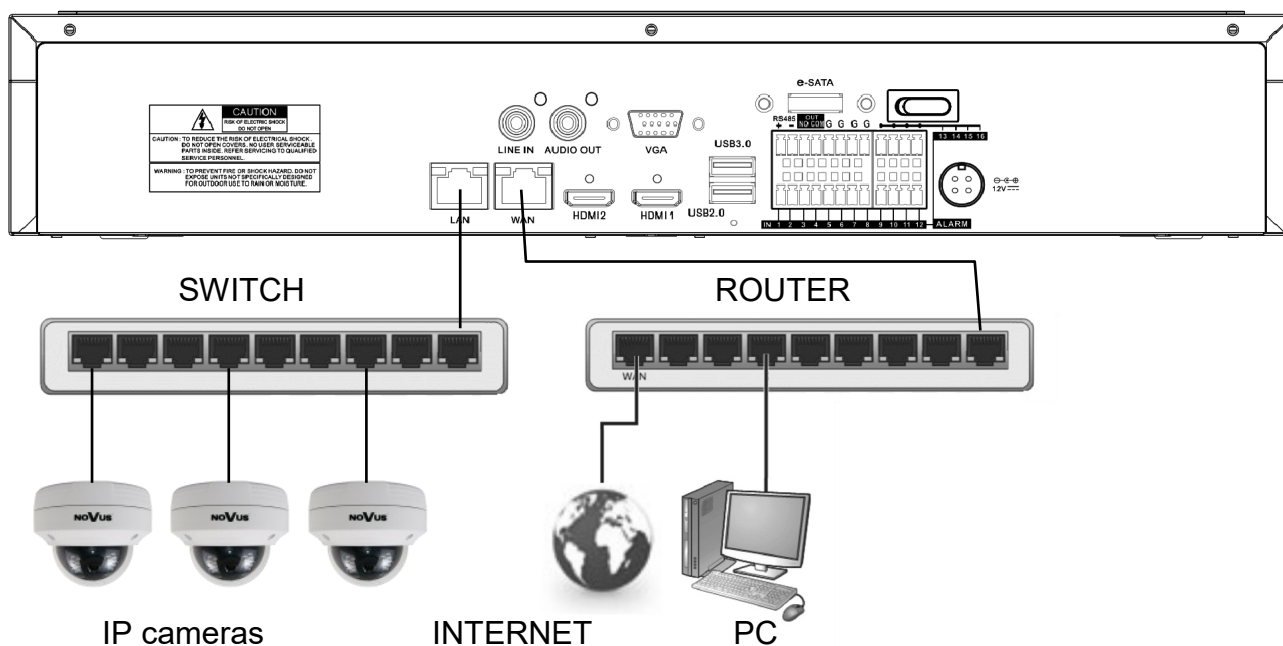 e-SATA
CAUTION
RISK OF ELECTRIC SHOCK
DO NOT OPEN
CAUTION : TO REDUCE THE RISK OF ELECTRICAL SHOCK.
DO NOT OPEN COVERS. NO USER SERVICEABLE
PARTS INSIDE. REFER SERVICING TO QUALIFIED
SERVICE PERSONNEL.
WARNING : TO PREVENT FIRE OR SHOCK HAZARD. DO NOT
EXPOSE UNITS NOT SPECIFICALLY DESIGNED
FOR OUTDOOR USE TO RAIN OR MOISTURE.
LINE IN AUDIO OUT VGA
USB3.0
USB2.0
RS485 OUT
+ - NO COM G G G G
13 14 15 16
12V
LAN WAN HDMI2 HDMI1
IN 1 2 3 4 5 6 7 8 9 10 11 12 ALARM
SWITCH ROUTER
WAN
NOVUS NOVUS NOVUS
IP cameras INTERNET PC